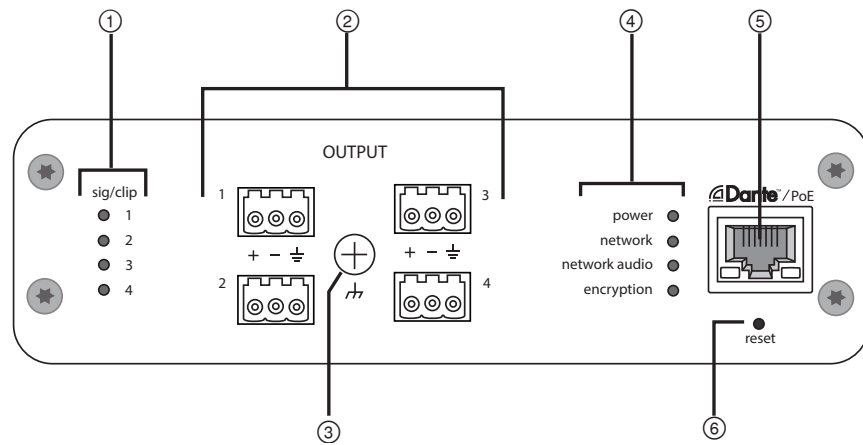 ① ② ④ ⑤
OUTPUT
sig/clip
1
2
3
4
1
3
+ − ⏚
+ − ⏚
2
4
power
network
network audio
encryption
Dante™/PoE
reset
③
⑥